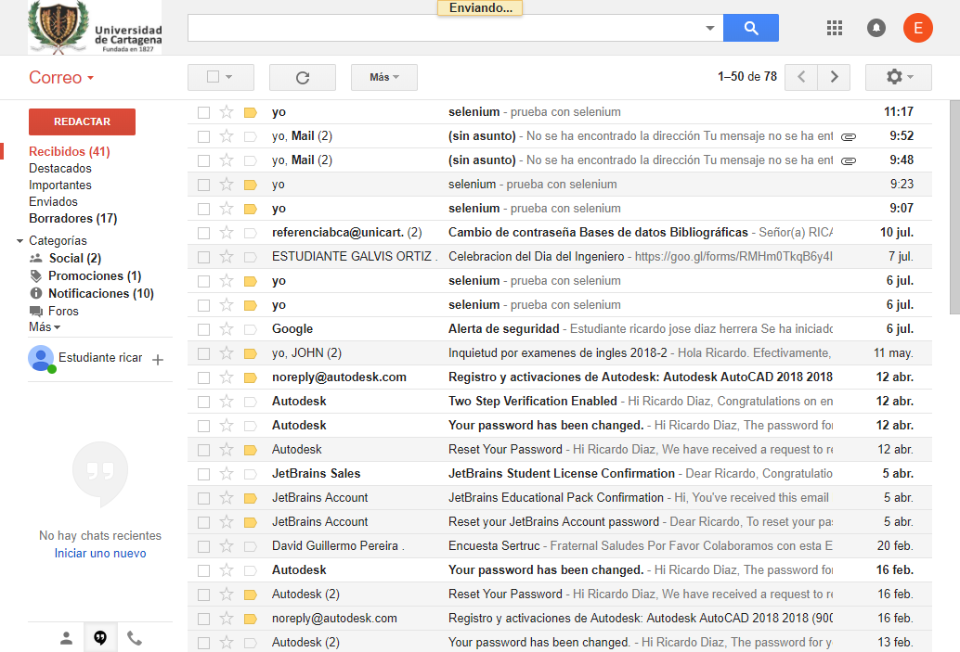 Enviando...
Universidad
de Cartagena
Fundada en 1827
E
Correo
Más
1–50 de 78
REDACTAR
Recibidos (41)
Destacados
Importantes
Enviados
Borradores (17)
Categorías
Social (2)
Promociones (1)
Notificaciones (10)
Foros
Más
Estudiante ricar
No hay chats recientes
Iniciar uno nuevo
yo selenium - prueba con selenium 11:17
yo, Mail (2) (sin asunto) - No se ha encontrado la dirección Tu mensaje no se ha ent 9:52
yo, Mail (2) (sin asunto) - No se ha encontrado la dirección Tu mensaje no se ha ent 9:48
yo selenium - prueba con selenium 9:23
yo selenium - prueba con selenium 9:07
referenciabca@unicart. (2) Cambio de contraseña Bases de datos Bibliográficas - Señor(a) RICA 10 jul.
ESTUDIANTE GALVIS ORTIZ . Celebracion del Dia del Ingeniero - https://goo.gl/forms/RMHm0TkqB6y4l 7 jul.
yo selenium - prueba con selenium 6 jul.
yo selenium - prueba con selenium 6 jul.
Google Alerta de seguridad - Estudiante ricardo jose diaz herrera Se ha iniciado 6 jul.
yo, JOHN (2) Inquietud por examenes de ingles 2018-2 - Hola Ricardo. Efectivamente, 11 may.
noreply@autodesk.com Registro y activaciones de Autodesk: Autodesk AutoCAD 2018 2018 12 abr.
Autodesk Two Step Verification Enabled - Hi Ricardo Diaz, Congratulations on en 12 abr.
Autodesk Your password has been changed. - Hi Ricardo Diaz, The password for 12 abr.
Autodesk Reset Your Password - Hi Ricardo Diaz, We have received a request to re 12 abr.
JetBrains Sales JetBrains Student License Confirmation - Dear Ricardo, Congratulatio 5 abr.
JetBrains Account JetBrains Educational Pack Confirmation - Hi, You've received this email 5 abr.
JetBrains Account Reset your JetBrains Account password - Dear Ricardo, To reset your pas 5 abr.
David Guillermo Pereira . Encuesta Sertruc - Fraternal Saludes Por Favor Colaboramos con esta E 20 feb.
Autodesk Your password has been changed. - Hi Ricardo Diaz, The password for 16 feb.
Autodesk (2) Reset Your Password - Hi Ricardo Diaz, We have received a request to re 16 feb.
noreply@autodesk.com Registro y activaciones de Autodesk: Autodesk AutoCAD 2018 2018 (900 16 feb.
Autodesk (2) Your password has been changed. - Hi Ricardo Diaz, The password for y 13 feb.